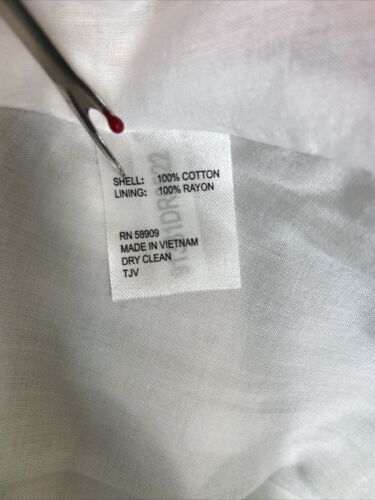 SHELL: 100% COTTON
LINING: 100% RAYON
RN 58909
MADE IN VIETNAM
DRY CLEAN
TJV